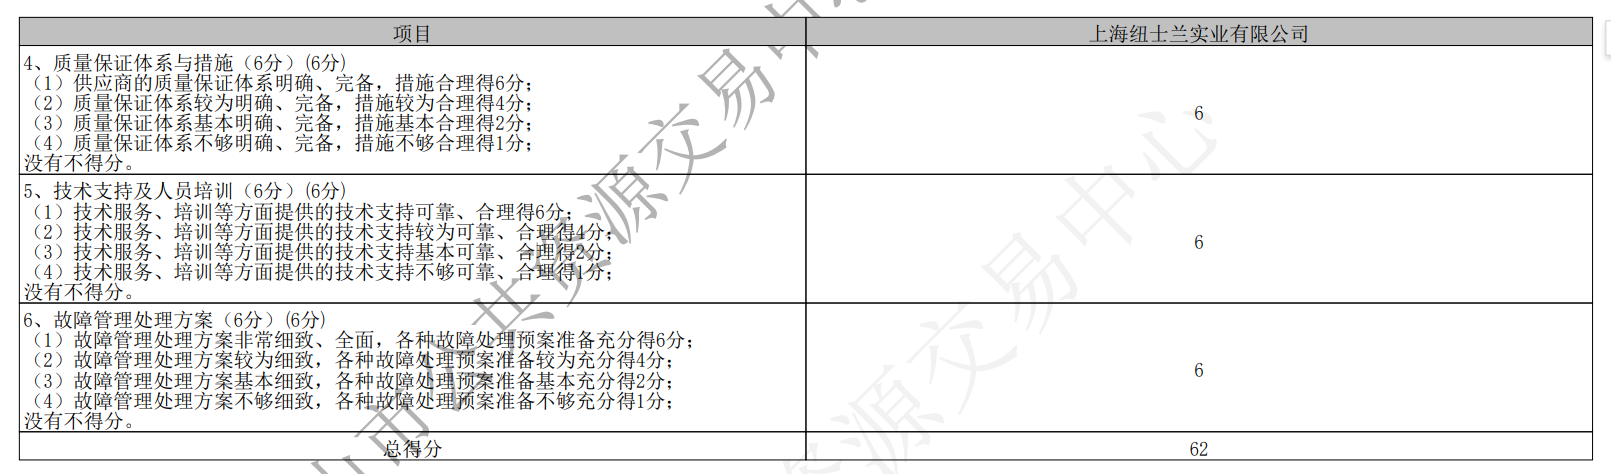 项目
上海纽士兰实业有限公司
4、质量保证体系与措施（6分）(6分)
（1）供应商的质量保证体系明确、完备，措施合理得6分；
（2）质量保证体系较为明确、完备，措施较为合理得4分；
（3）质量保证体系基本明确、完备，措施基本合理得2分；
（4）质量保证体系不够明确、完备，措施不够合理得1分；
没有不得分。
6
5、技术支持及人员培训（6分）(6分)
（1）技术服务、培训等方面提供的技术支持可靠、合理得6分；
（2）技术服务、培训等方面提供的技术支持较为可靠、合理得4分；
（3）技术服务、培训等方面提供的技术支持基本可靠、合理得2分；
（4）技术服务、培训等方面提供的技术支持不够可靠、合理得1分；
没有不得分。
6
6、故障管理处理方案（6分）(6分)
（1）故障管理处理方案非常细致、全面，各种故障处理预案准备充分得6分；
（2）故障管理处理方案较为细致，各种故障处理预案准备较为充分得4分；
（3）故障管理处理方案基本细致，各种故障处理预案准备基本充分得2分；
（4）故障管理处理方案不够细致，各种故障处理预案准备不够充分得1分；
没有不得分。
6
总得分
62
山市公共资源交易中
资源交易中心